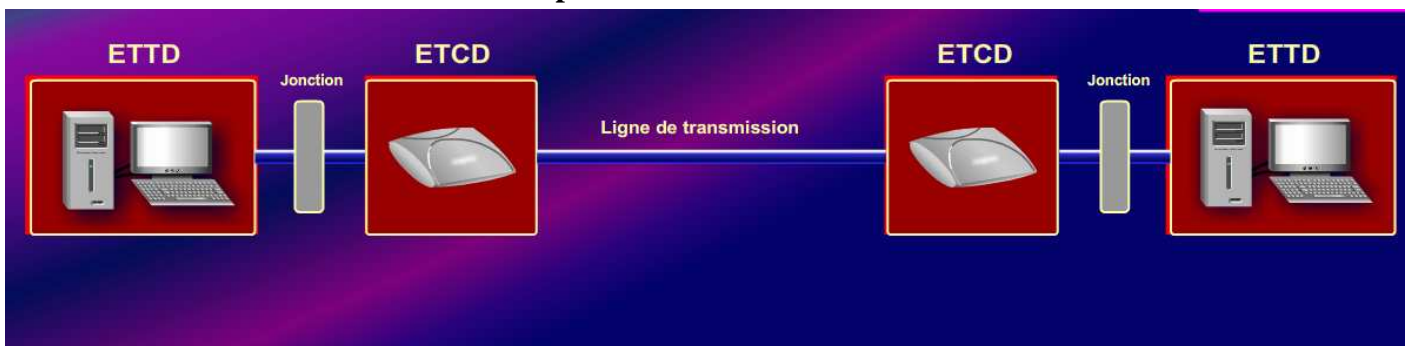 ETTD
Jonction
ETCD
Ligne de transmission
ETCD
Jonction
ETTD